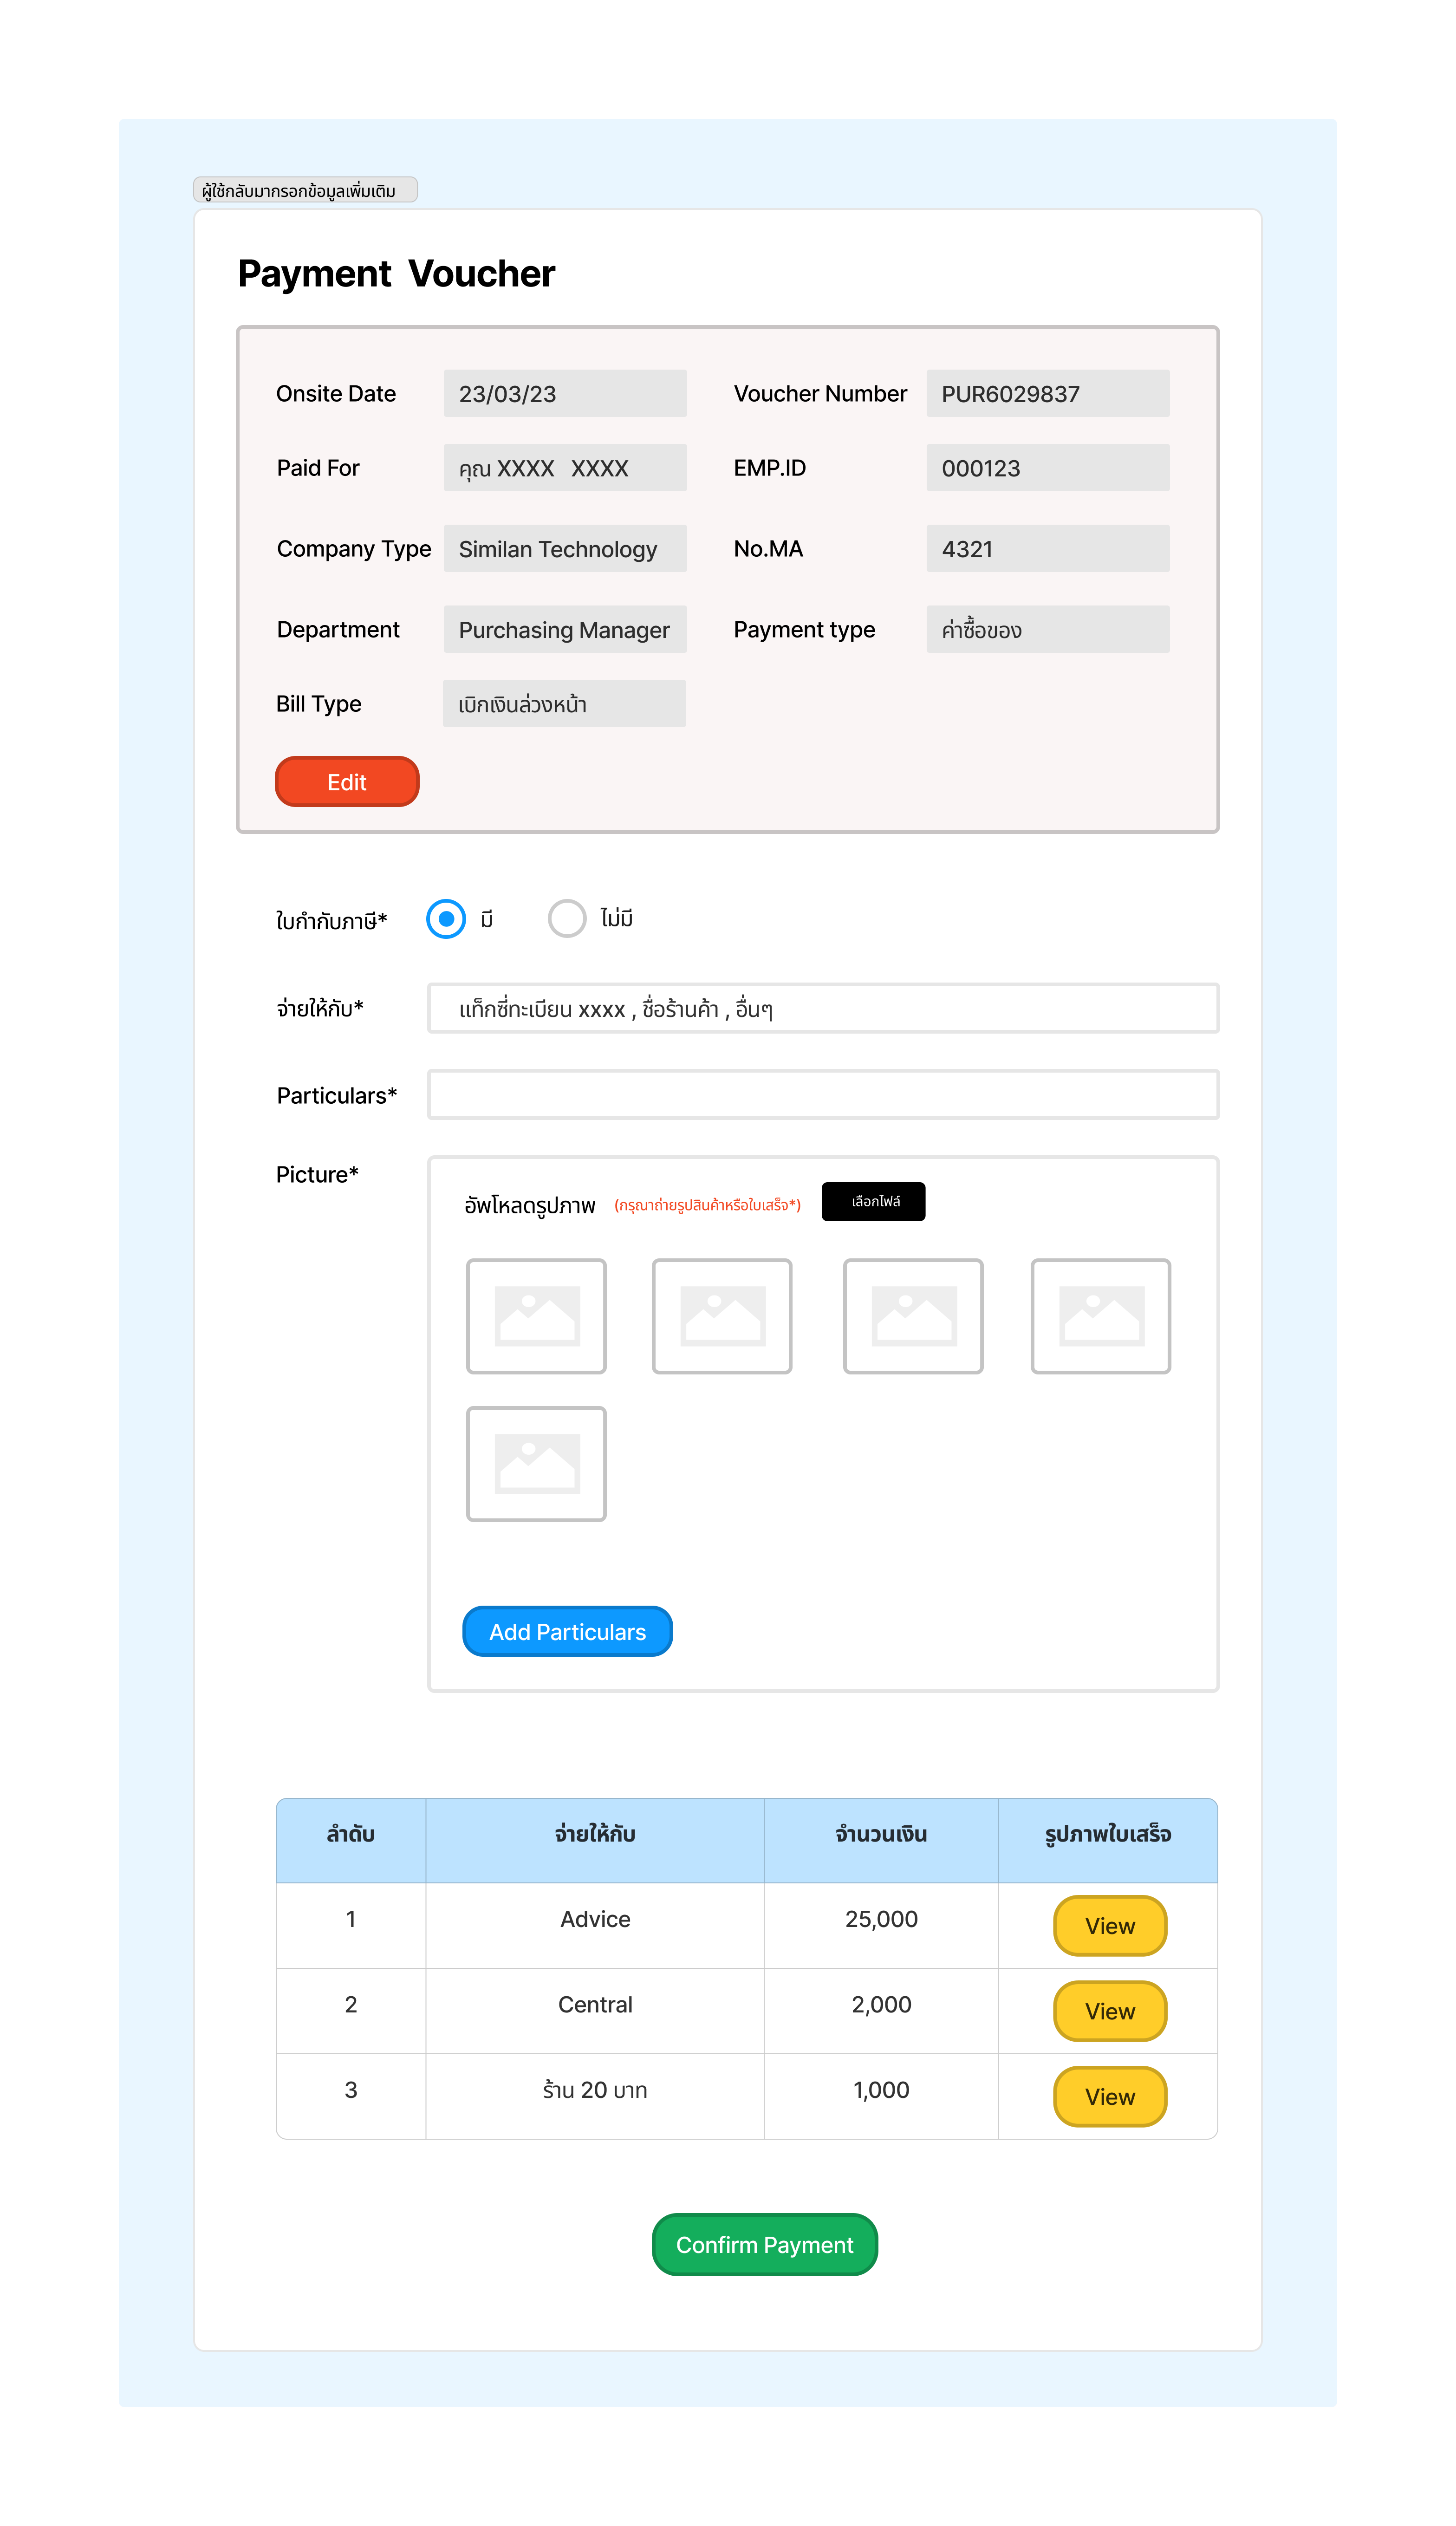 ผู้ใช้กลับมากรอกข้อมูลเพิ่มเติม
Payment Voucher
Onsite Date 23/03/23 Voucher Number PUR6029837
Paid For คุณ XXXX XXXX EMP.ID 000123
Company Type Similan Technology No.MA 4321
Department Purchasing Manager Payment type ค่าซื้อของ
Bill Type เบิกเงินล่วงหน้า
Edit
ใบกำกับภาษี* มี ไม่มี
จ่ายให้กับ* แท็กซี่ทะเบียน xxxx , ชื่อร้านค้า , อื่นๆ
Particulars*
Picture*
อัพโหลดรูปภาพ (กรุณาถ่ายรูปสินค้าหรือใบเสร็จ*) เลือกไฟล์
Add Particulars
ลำดับ จ่ายให้กับ จำนวนเงิน รูปภาพใบเสร็จ
1 Advice 25,000 View
2 Central 2,000 View
3 ร้าน 20 บาท 1,000 View
Confirm Payment